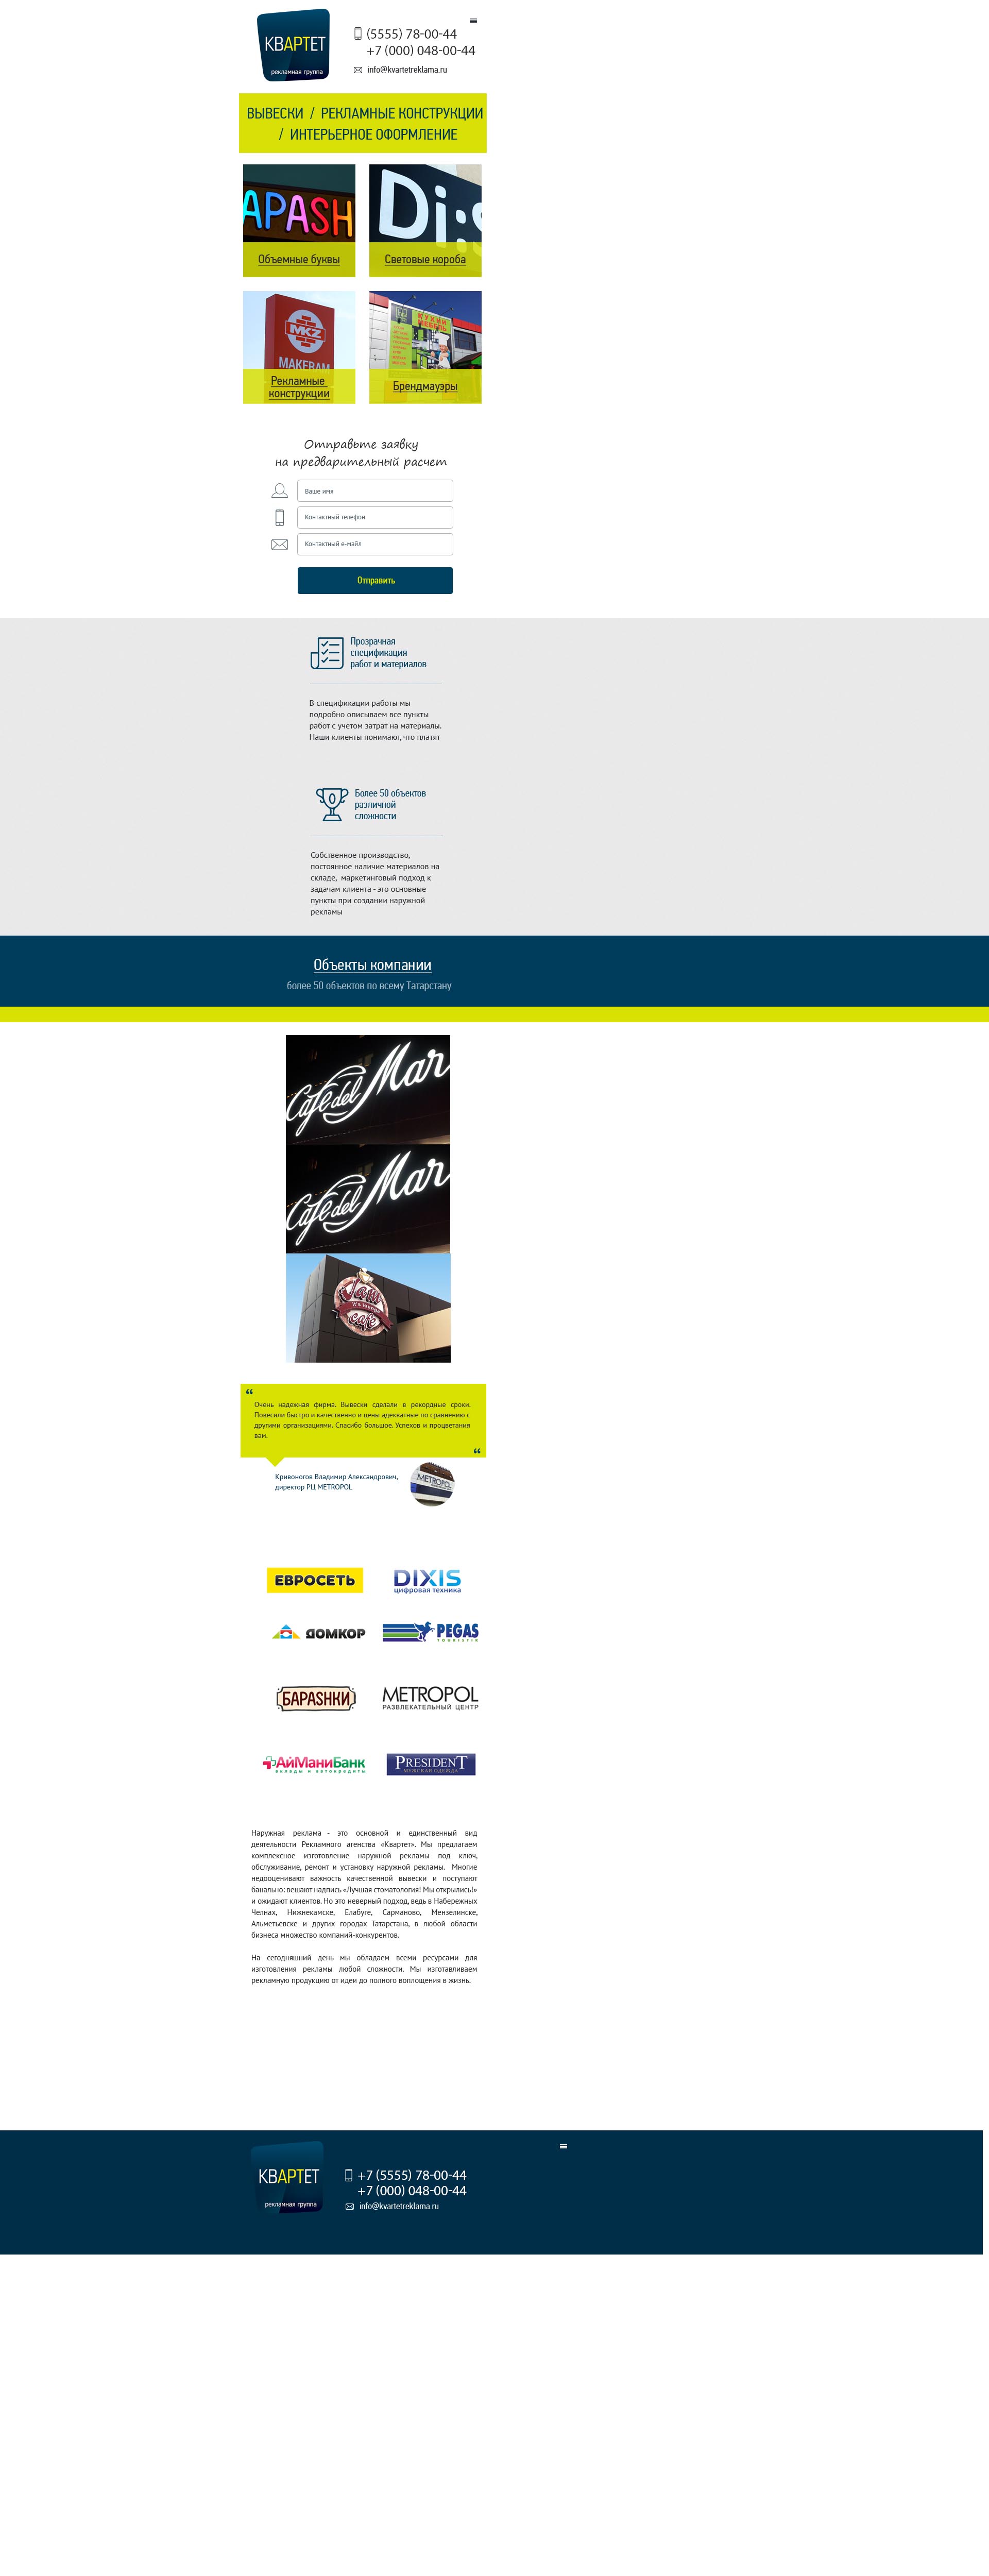 КВАРТЕТ
рекламная группа
(5555) 78-00-44
+7 (000) 048-00-44
info@kvartetreklama.ru
ВЫВЕСКИ / РЕКЛАМНЫЕ КОНСТРУКЦИИ
/ ИНТЕРЬЕРНОЕ ОФОРМЛЕНИЕ
APASH
Di:s
Объемные буквы
Световые короба
MKZ
МАКЕВАМ
КУХНИ
МЕБЕЛЬ
Рекламные
конструкции
Брендмауэры
Отправьте заявку
на предварительный расчет
Ваше имя
Контактный телефон
Контактный е-майл
Отправить
Прозрачная
спецификация
работ и материалов
В спецификации работы мы
подробно описываем все пункты
работ с учетом затрат на материалы.
Наши клиенты понимают, что платят
Более 50 объектов
различной
сложности
Собственное производство,
постоянное наличие материалов на
складе, маркетинговый подход к
задачам клиента - это основные
пункты при создании наружной
рекламы
Объекты компании
более 50 объектов по всему Татарстану
Cafe del Mar
Cafe del Mar
Jam
it's lounge
cafe
Очень надежная фирма. Вывески сделали в рекордные сроки.
Повесили быстро и качественно и цены адекватные по сравнению с
другими организациями. Спасибо большое. Успехов и процветания
вам.
Кривоногов Владимир Александрович,
директор РЦ METROPOL
METROPOL
ЕВРОСЕТЬ
DIXIS
цифровая техника
ДОМКОР
PEGAS
TOURISTIK
БАРАSHКИ
METROPOL
РАЗВЛЕКАТЕЛЬНЫЙ ЦЕНТР
АйМаниБанк
вклады и автокредиты
PRESIDENT
МУЖСКАЯ ОДЕЖДА
Наружная реклама - это основной и единственный вид
деятельности Рекламного агенства «Квартет». Мы предлагаем
комплексное изготовление наружной рекламы под ключ,
обслуживание, ремонт и установку наружной рекламы. Многие
недооценивают важность качественной вывески и поступают
банально: вешают надпись «Лучшая стоматология! Мы открылись!»
и ожидают клиентов. Но это неверный подход, ведь в Набережных
Челнах, Нижнекамске, Елабуге, Сарманово, Мензелинске,
Альметьевске и других городах Татарстана, в любой области
бизнеса множество компаний-конкурентов.
На сегодняшний день мы обладаем всеми ресурсами для
изготовления рекламы любой сложности. Мы изготавливаем
рекламную продукцию от идеи до полного воплощения в жизнь.
КВАРТЕТ
рекламная группа
+7 (5555) 78-00-44
+7 (000) 048-00-44
info@kvartetreklama.ru